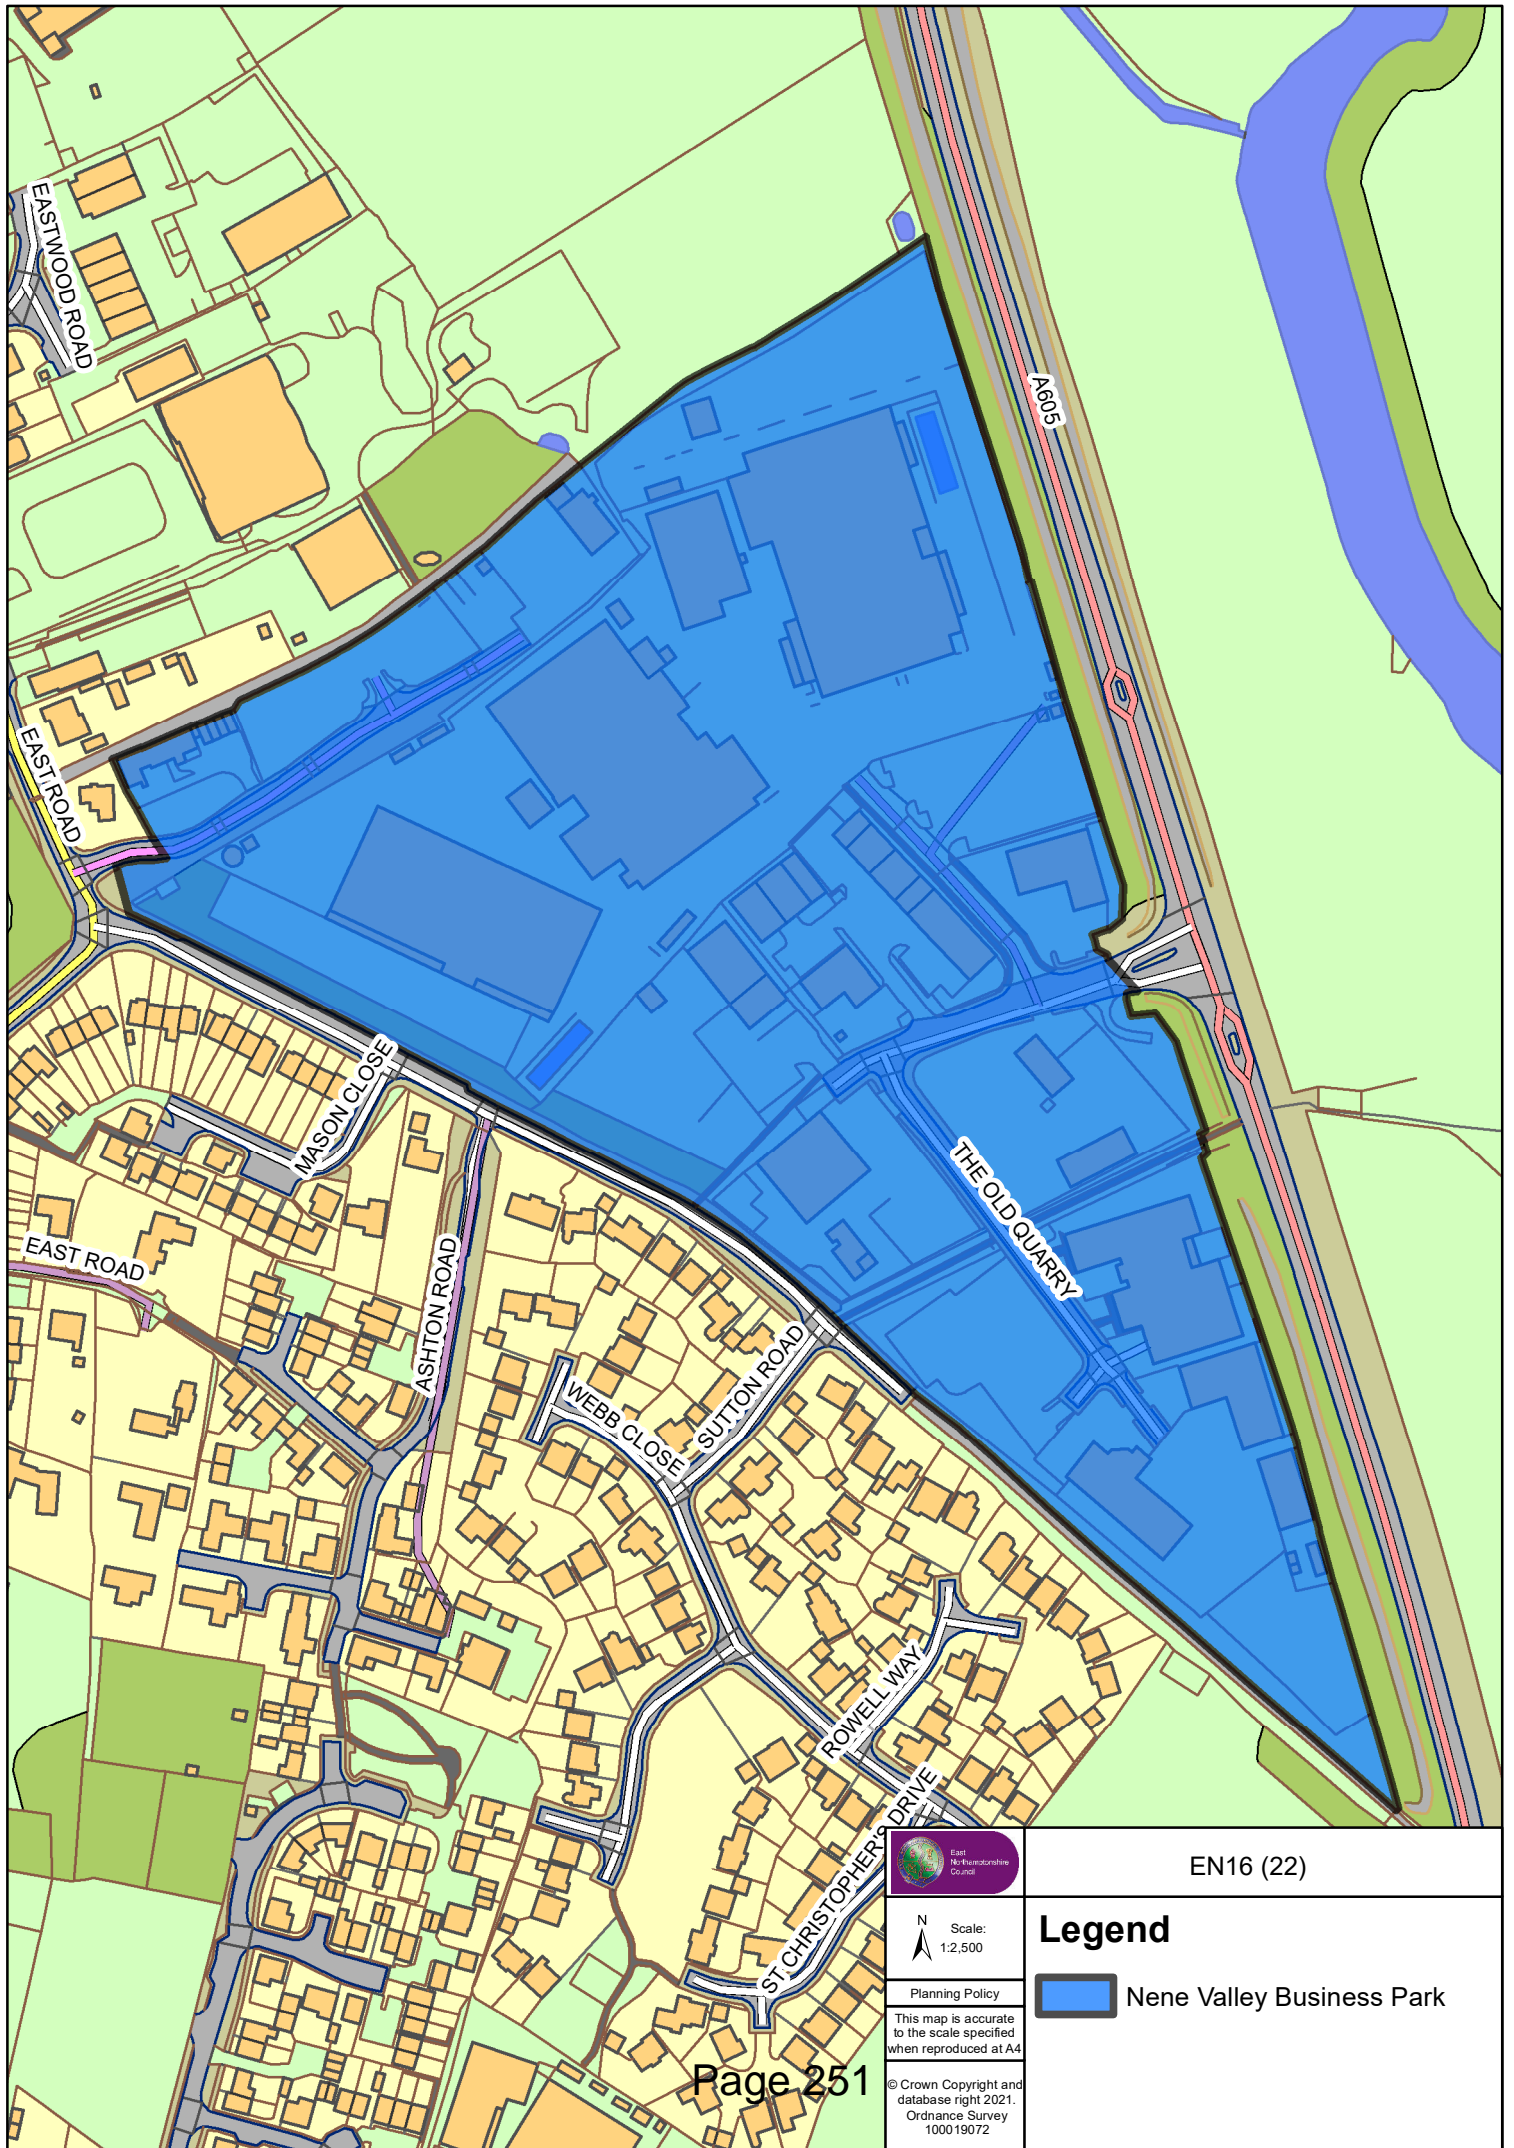 EASTWOOD ROAD
A605
EAST ROAD
MASON CLOSE
THE OLD QUARRY
EAST ROAD
ASHTON ROAD
SUTTON ROAD
WEBB CLOSE
ROWELL WAY
ST CHRISTOPHER'S DRIVE
East
Northamptonshire
Council
EN16 (22)
N
Scale:
1:2,500
Legend
Planning Policy
Nene Valley Business Park
This map is accurate
to the scale specified
when reproduced at A4
Page 251
© Crown Copyright and
database right 2021.
Ordnance Survey
100019072